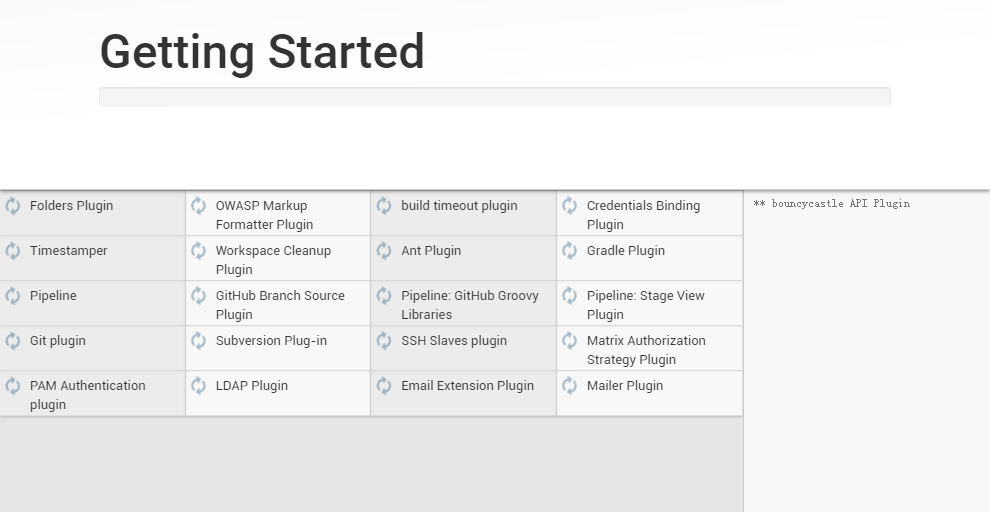 Getting Started
Folders Plugin
OWASP Markup
Formatter Plugin
build timeout plugin
Credentials Binding
Plugin
** bouncycastle API Plugin
Timestamper
Workspace Cleanup
Plugin
Ant Plugin
Gradle Plugin
Pipeline
GitHub Branch Source
Plugin
Pipeline: GitHub Groovy
Libraries
Pipeline: Stage View
Plugin
Git plugin
Subversion Plug-in
SSH Slaves plugin
Matrix Authorization
Strategy Plugin
PAM Authentication
plugin
LDAP Plugin
Email Extension Plugin
Mailer Plugin